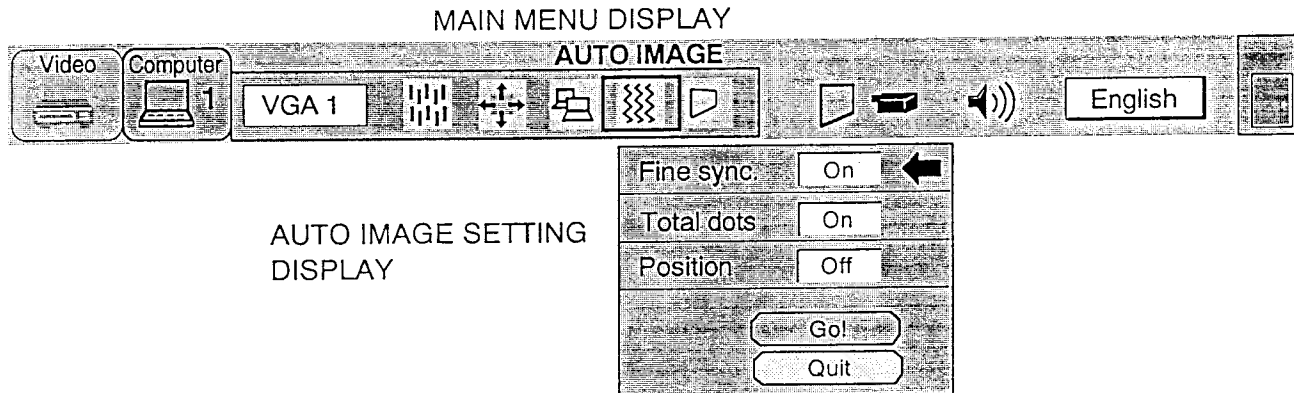 MAIN MENU DISPLAY
AUTO IMAGE
Video
Computer
1
VGA 1
English
Fine sync.
On
Total dots
On
Position
Off
AUTO IMAGE SETTING
DISPLAY
Go!
Quit